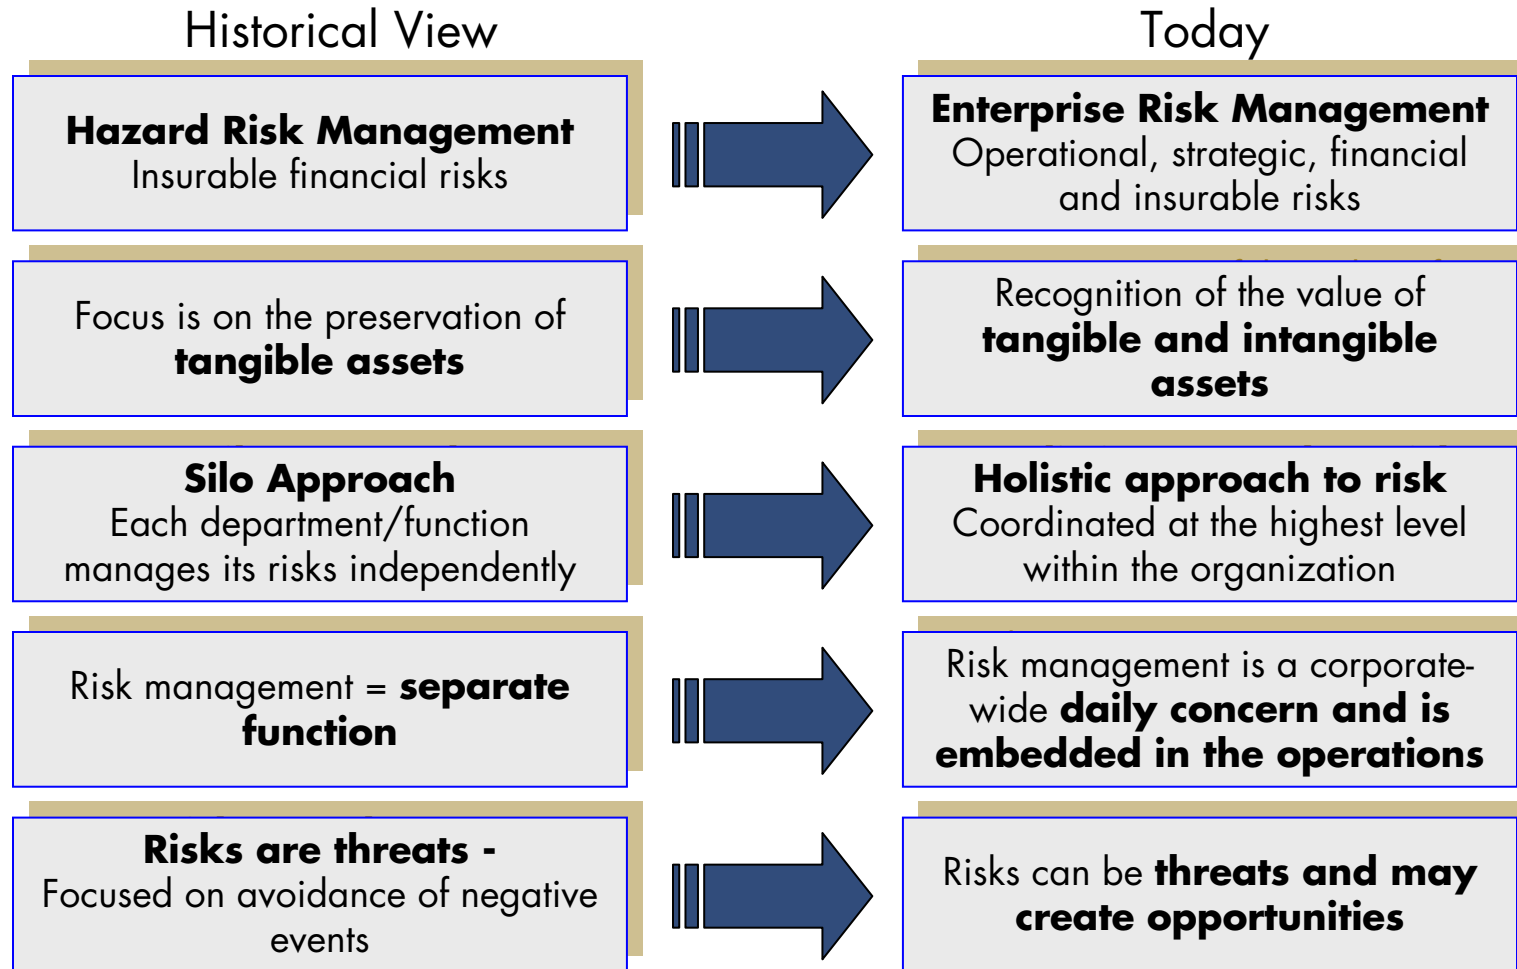 Historical View
Today
Hazard Risk Management
Insurable financial risks
Enterprise Risk Management
Operational, strategic, financial
and insurable risks
Focus is on the preservation of
tangible assets
Recognition of the value of
tangible and intangible
assets
Silo Approach
Each department/function
manages its risks independently
Holistic approach to risk
Coordinated at the highest level
within the organization
Risk management = separate
function
Risk management is a corporate-
wide daily concern and is
embedded in the operations
Risks are threats -
Focused on avoidance of negative
events
Risks can be threats and may
create opportunities